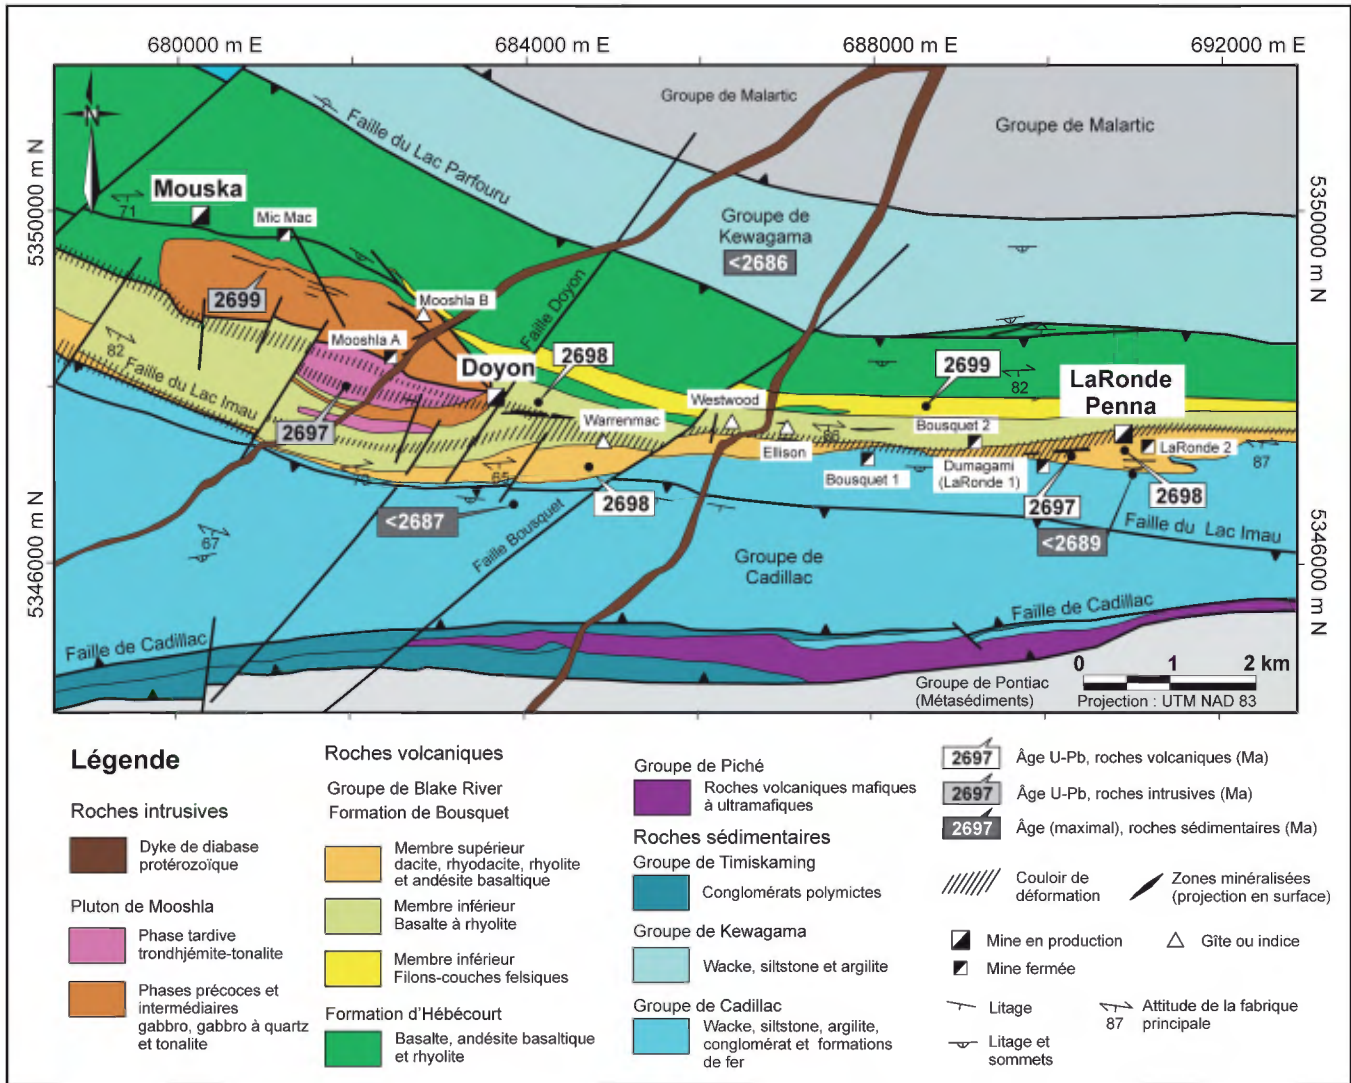 680000 m E
684000 m E
688000 m E
692000 m E
5350000 m N
5346000 m N
5350000 m N
5346000 m N
N
Groupe de Malartic
Groupe de Malartic
Faille du Lac Parfouru
Mouska
71
Mic Mac
Groupe de
Kewagama
<2686
2699
Mooshla B
Faille Doyon
Mooshla A
82
Faille du Lac Imau
Doyon
2698
2699
82
LaRonde
Penna
Westwood
2697
Warrenmac
Bousquet 2
86
Ellison
LaRonde 2
87
65
Bousquet 1
Dumagami
(LaRonde 1)
2698
2697
2698
<2687
Faille Bousquet
67
<2689
Faille du Lac Imau
Groupe de
Cadillac
Faille de Cadillac
Faille de Cadillac
0 1 2 km
Groupe de Pontiac
(Métasédiments)
Projection : UTM NAD 83
Légende
Roches intrusives
Dyke de diabase
protérozoïque
Pluton de Mooshla
Phase tardive
trondhjémite-tonalite
Phases précoces et
intermédiaires
gabbro, gabbro à quartz
et tonalite
Roches volcaniques
Groupe de Blake River
Formation de Bousquet
Membre supérieur
dacite, rhyodacite, rhyolite
et andésite basaltique
Membre inférieur
Basalte à rhyolite
Membre inférieur
Filons-couches felsiques
Formation d'Hébécourt
Basalte, andésite basaltique
et rhyolite
Groupe de Piché
Roches volcaniques mafiques
à ultramafiques
Roches sédimentaires
Groupe de Timiskaming
Conglomérats polymictes
Groupe de Kewagama
Wacke, siltstone et argilite
Groupe de Cadillac
Wacke, siltstone, argilite,
conglomérat et formations
de fer
2697 Âge U-Pb, roches volcaniques (Ma)
2697 Âge U-Pb, roches intrusives (Ma)
2697 Âge (maximal), roches sédimentaires (Ma)
Couloir de
déformation
Zones minéralisées
(projection en surface)
Mine en production
Gîte ou indice
Mine fermée
Litage
87
Attitude de la fabrique
principale
Litage et
sommets